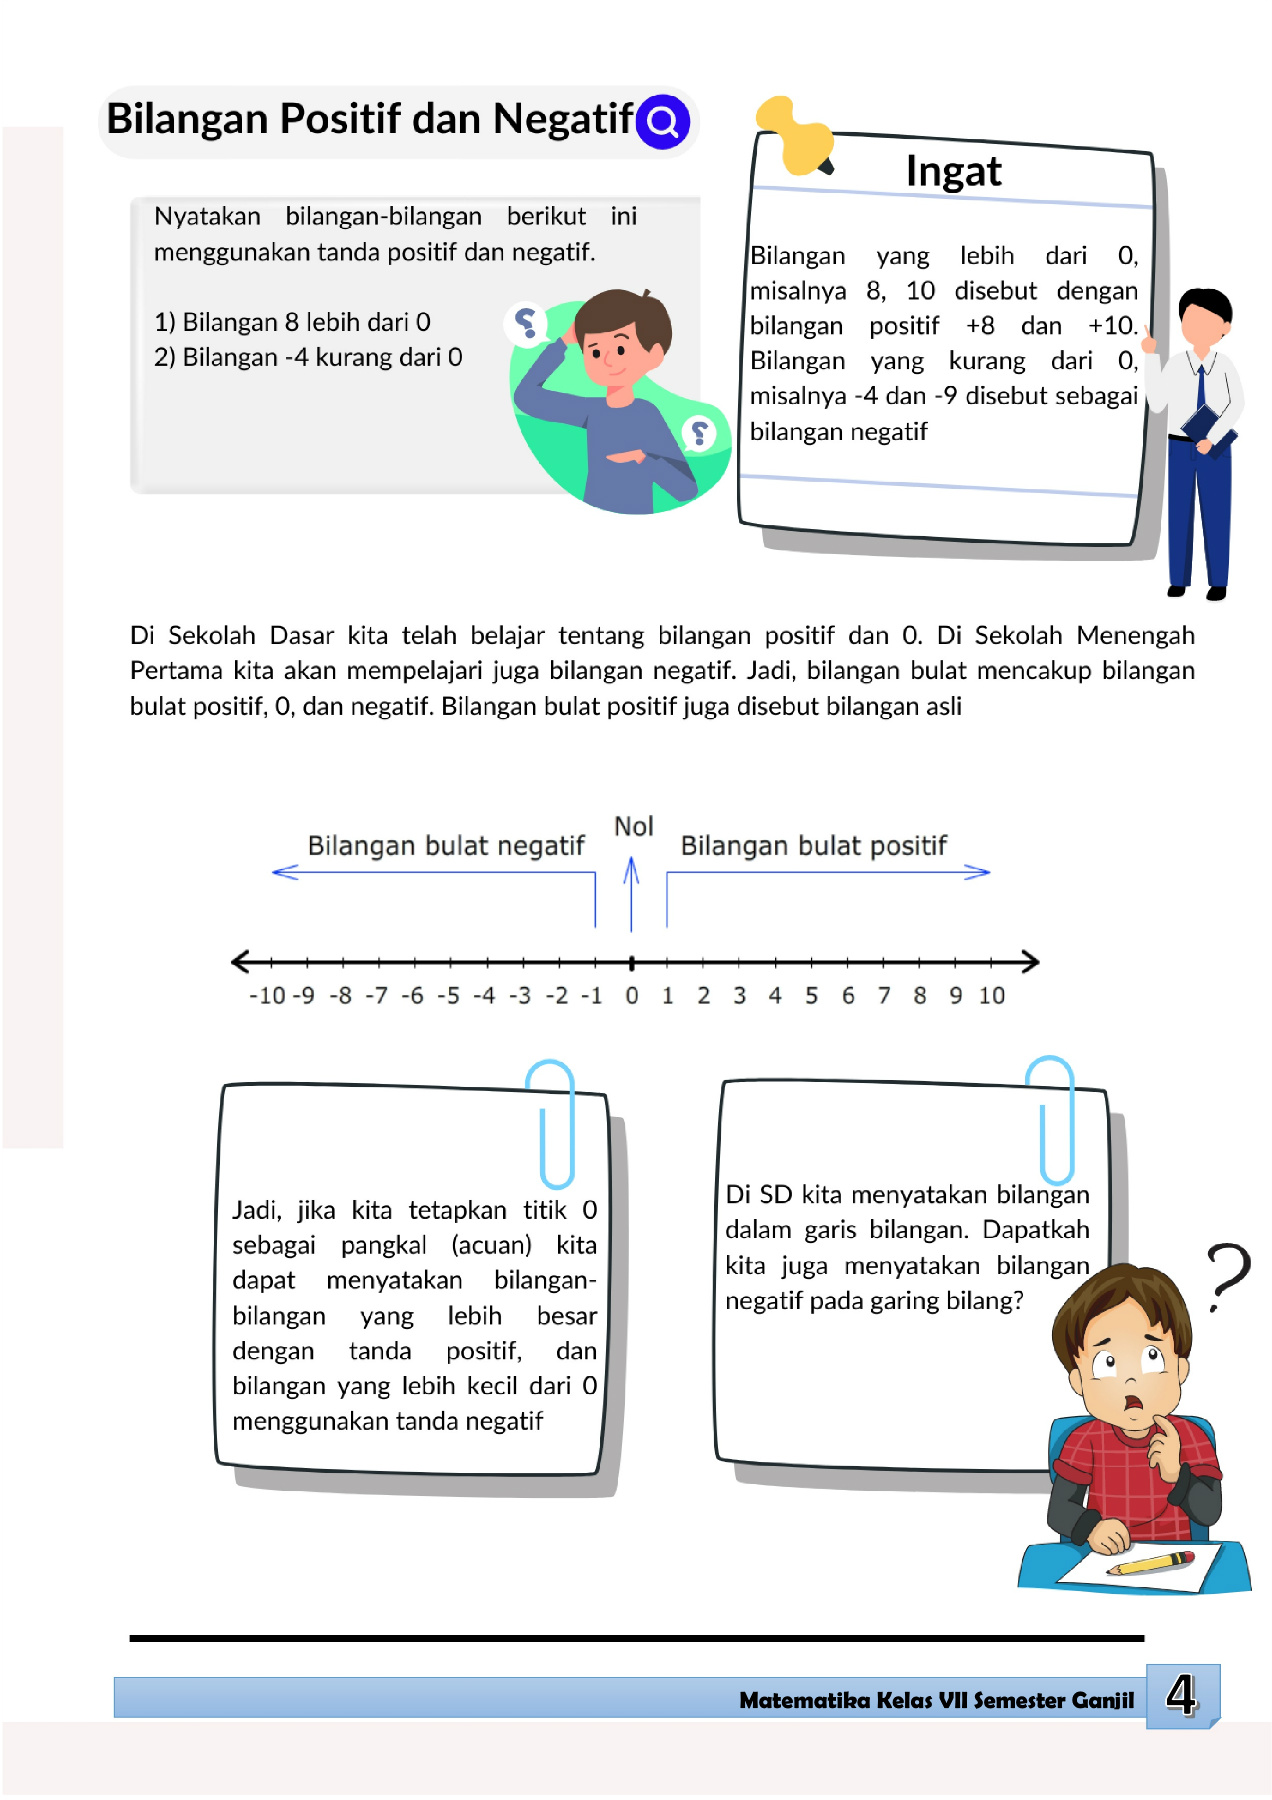 Bilangan Positif dan Negatif
Nyatakan bilangan-bilangan berikut ini
menggunakan tanda positif dan negatif.
1) Bilangan 8 lebih dari 0
2) Bilangan -4 kurang dari 0
?
?
Ingat
Bilangan yang lebih dari 0,
misalnya 8, 10 disebut dengan
bilangan positif +8 dan +10.
Bilangan yang kurang dari 0,
misalnya -4 dan -9 disebut sebagai
bilangan negatif
Di Sekolah Dasar kita telah belajar tentang bilangan positif dan 0. Di Sekolah Menengah
Pertama kita akan mempelajari juga bilangan negatif. Jadi, bilangan bulat mencakup bilangan
bulat positif, 0, dan negatif. Bilangan bulat positif juga disebut bilangan asli
Nol
Bilangan bulat negatif
Bilangan bulat positif
-10 -9 -8 -7 -6 -5 -4 -3 -2 -1 0 1 2 3 4 5 6 7 8 9 10
Jadi, jika kita tetapkan titik 0
sebagai pangkal (acuan) kita
dapat menyatakan bilangan-
bilangan yang lebih besar
dengan tanda positif, dan
bilangan yang lebih kecil dari 0
menggunakan tanda negatif
Di SD kita menyatakan bilangan
dalam garis bilangan. Dapatkah
kita juga menyatakan bilangan
negatif pada garing bilang?
?
Matematika Kelas VII Semester Ganjil
4